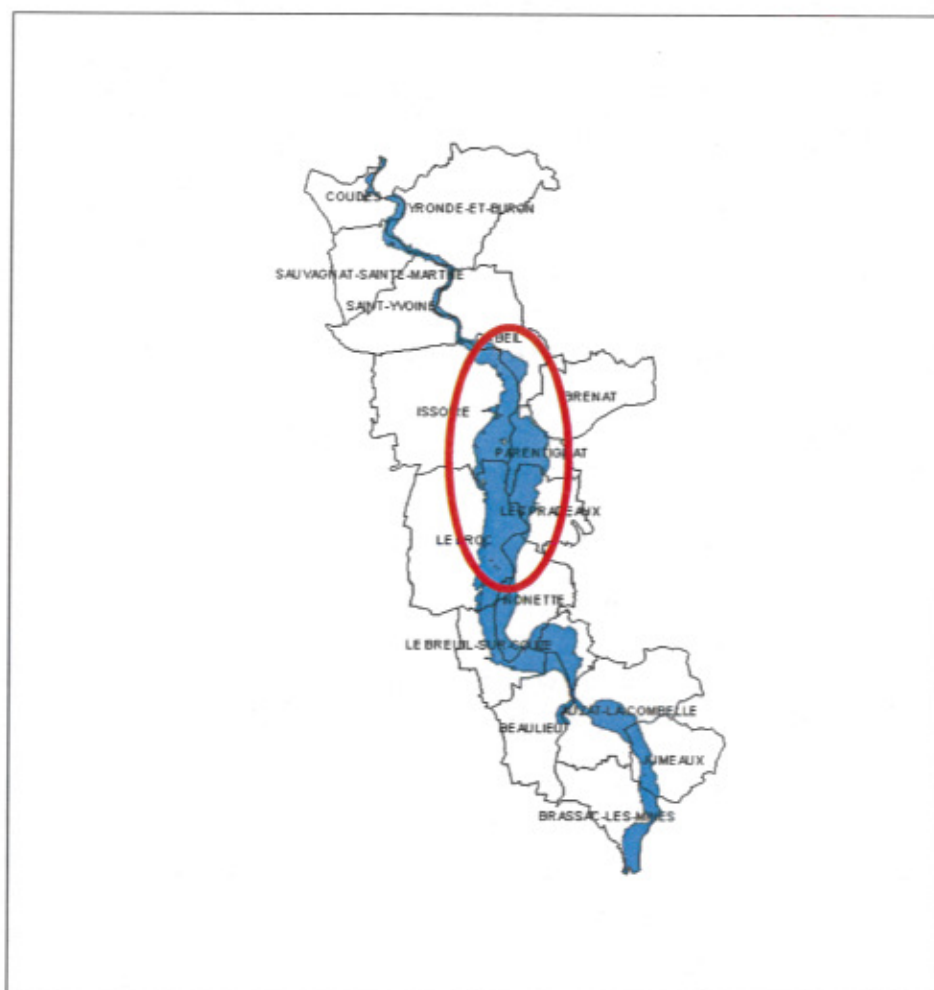 COUDES
YRONDE-ET-BURON
SAUVAGNAT-SAINTE-MARTHE
SAINT-YVOINE
ORBEIL
BRENAT
ISSOIRE
PARENTIGNAT
LES PRADEAUX
LE BROC
NONETTE
LE BREUIL-SUR-COUZE
AUZAT-LA COMBELLE
BEAULIEU
JUMEAUX
BRASSAC-LES-MINES